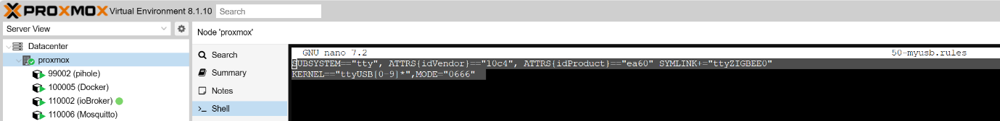 PROXMOX Virtual Environment 8.1.10 Search
Server View
Node 'proxmox'
Datacenter
proxmox
99002 (pihole)
100005 (Docker)
110002 (ioBroker)
110006 (Mosquitto)
Search
Summary
Notes
Shell
GNU nano 7.2 50-myusb.rules
SUBSYSTEM=="tty", ATTRS{idVendor}=="10c4", ATTRS{idProduct}=="ea60" SYMLINK+="ttyZIGBEE0"
KERNEL=="ttyUSB[0-9]*",MODE="0666"